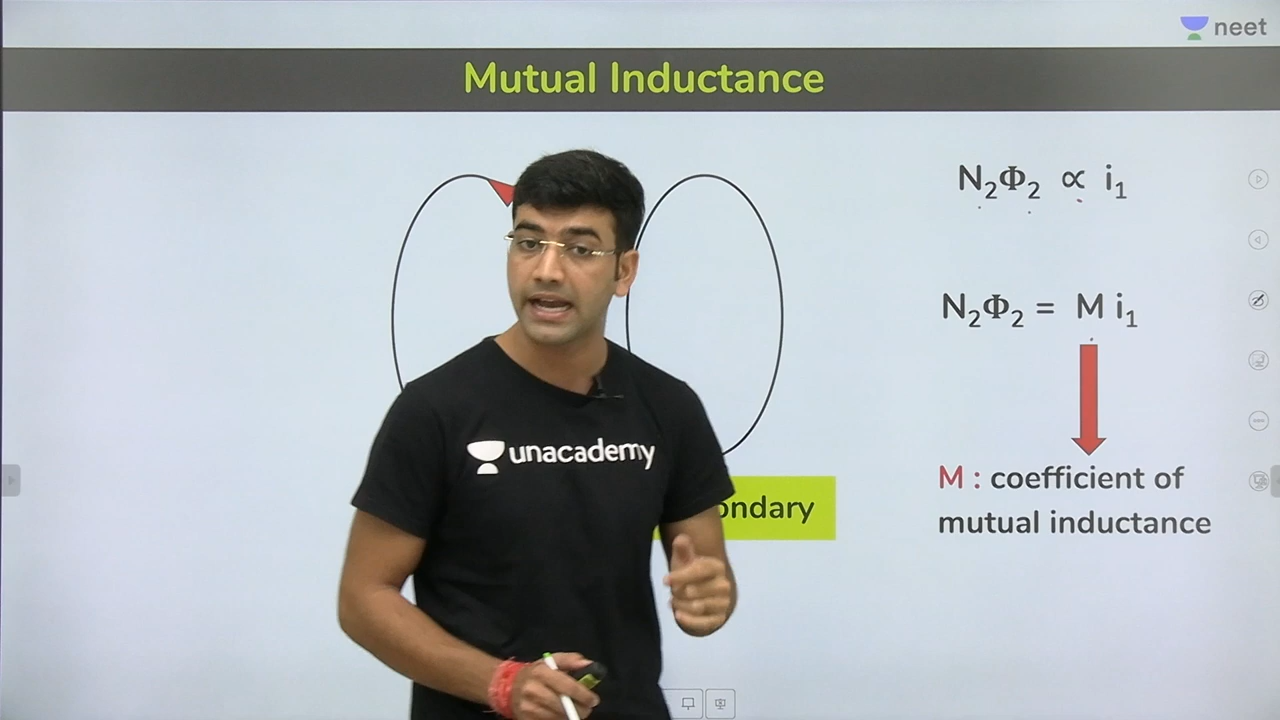 neet
Mutual Inductance
N₂Φ₂ ∝ i₁
N₂Φ₂ = M i₁
M : coefficient of
mutual inductance
unacademy
ondary